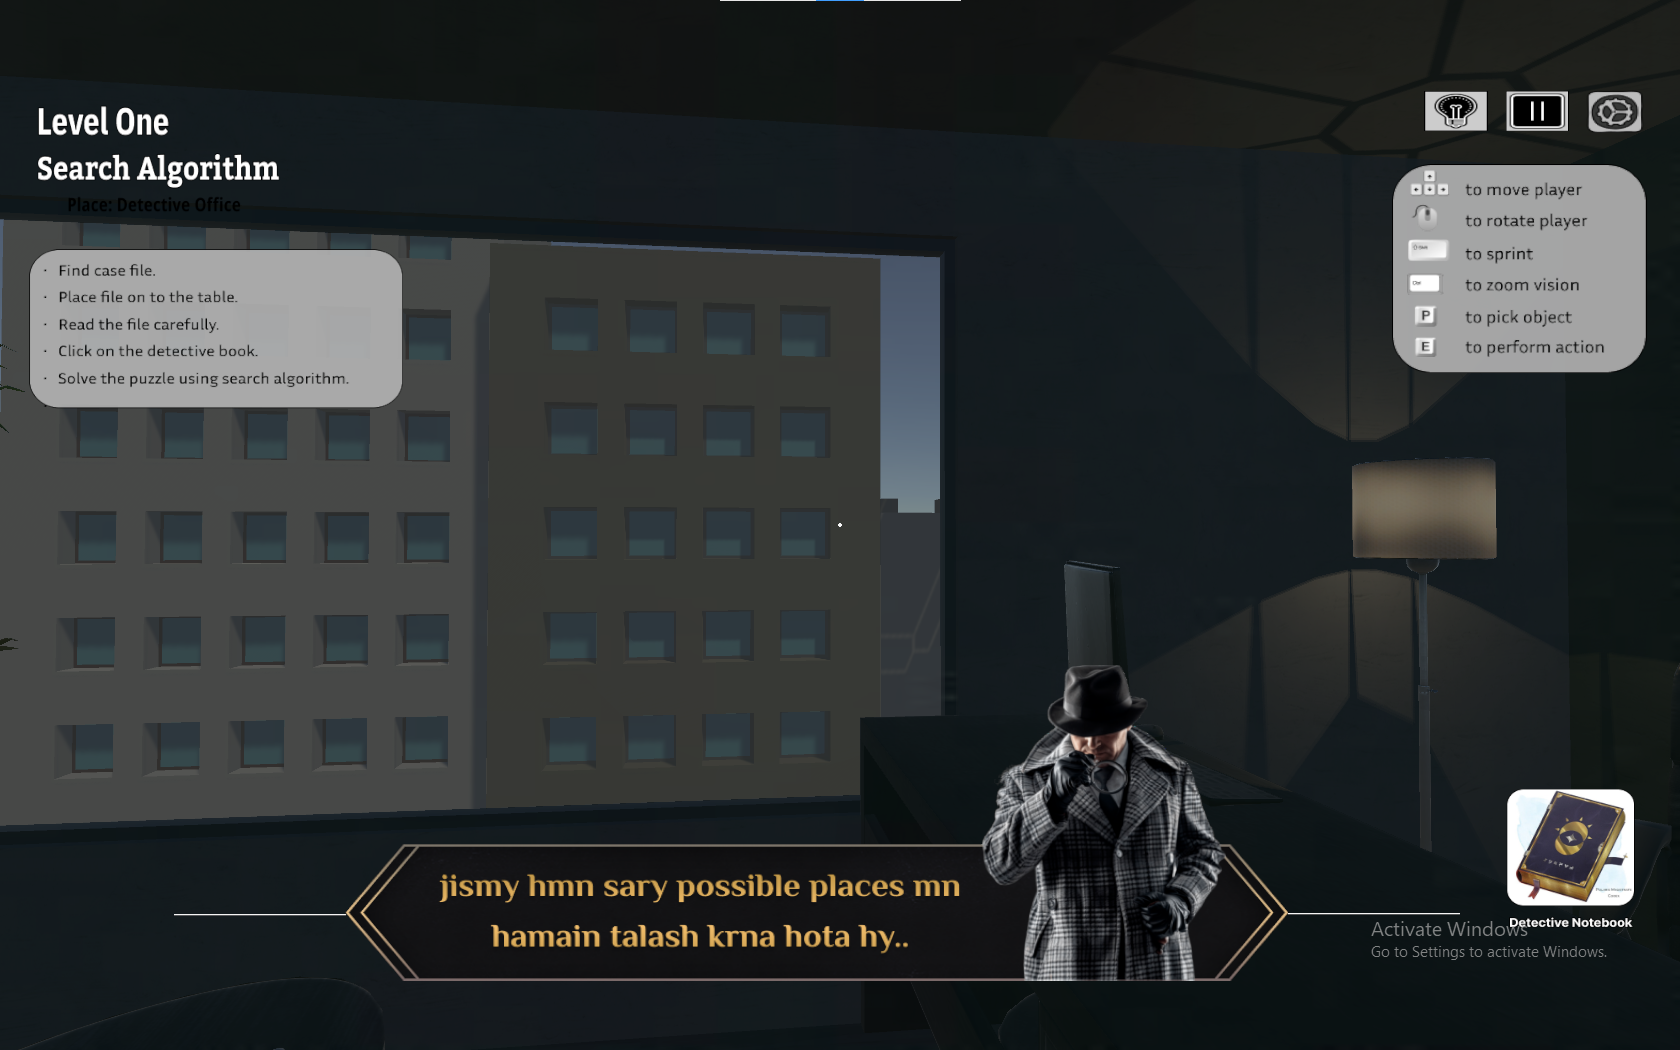 Level One
Search Algorithm
Place: Detective Office
· Find case file.
· Place file on to the table.
· Read the file carefully.
· Click on the detective book.
· Solve the puzzle using search algorithm.
to move player
to rotate player
to sprint
to zoom vision
P to pick object
E to perform action
jismy hmn sary possible places mn
hamain talash krna hota hy..
Detective Notebook
Activate Windows
Go to Settings to activate Windows.